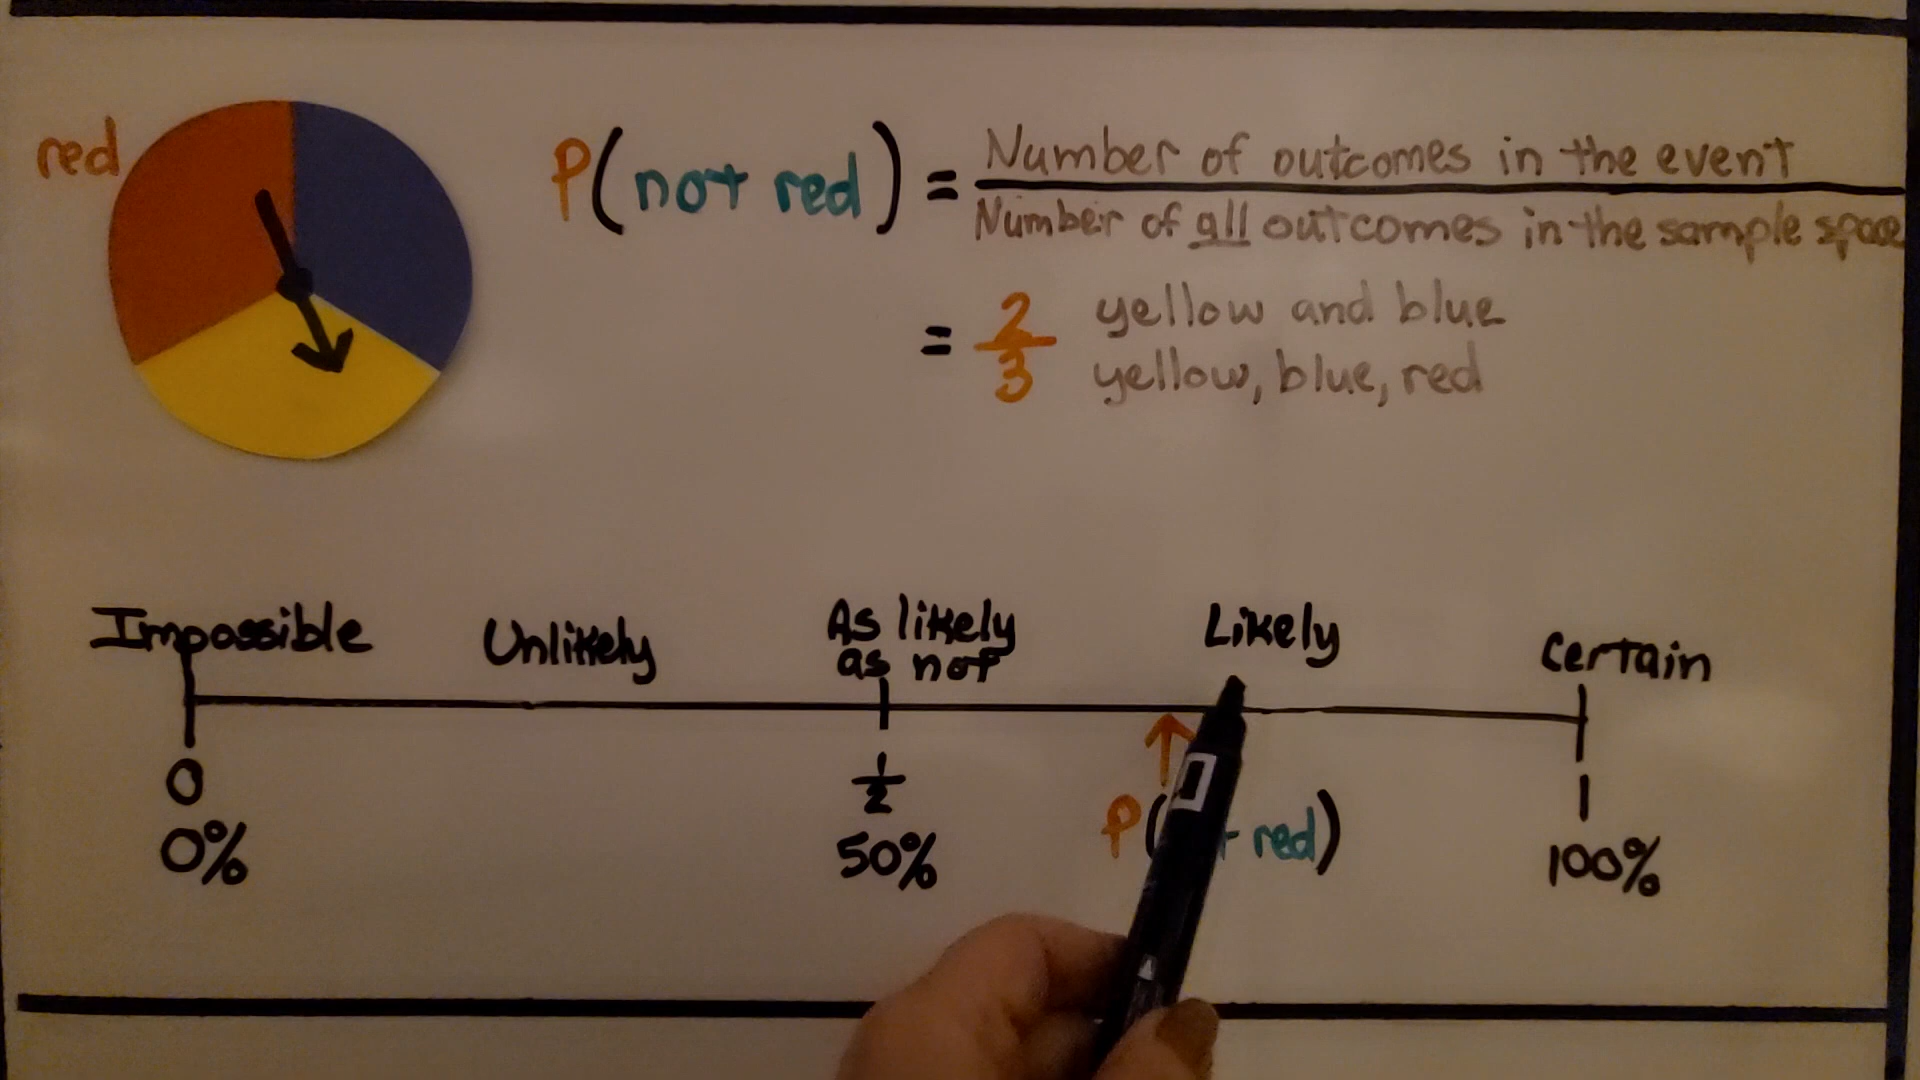 red
P(not red) = Number of outcomes in the event
Number of all outcomes in the sample space
= 2/3 yellow and blue
yellow, blue, red
Impossible Unlikely As likely as not Likely Certain
0 1/2 1
0% 50% 100%
P( red)